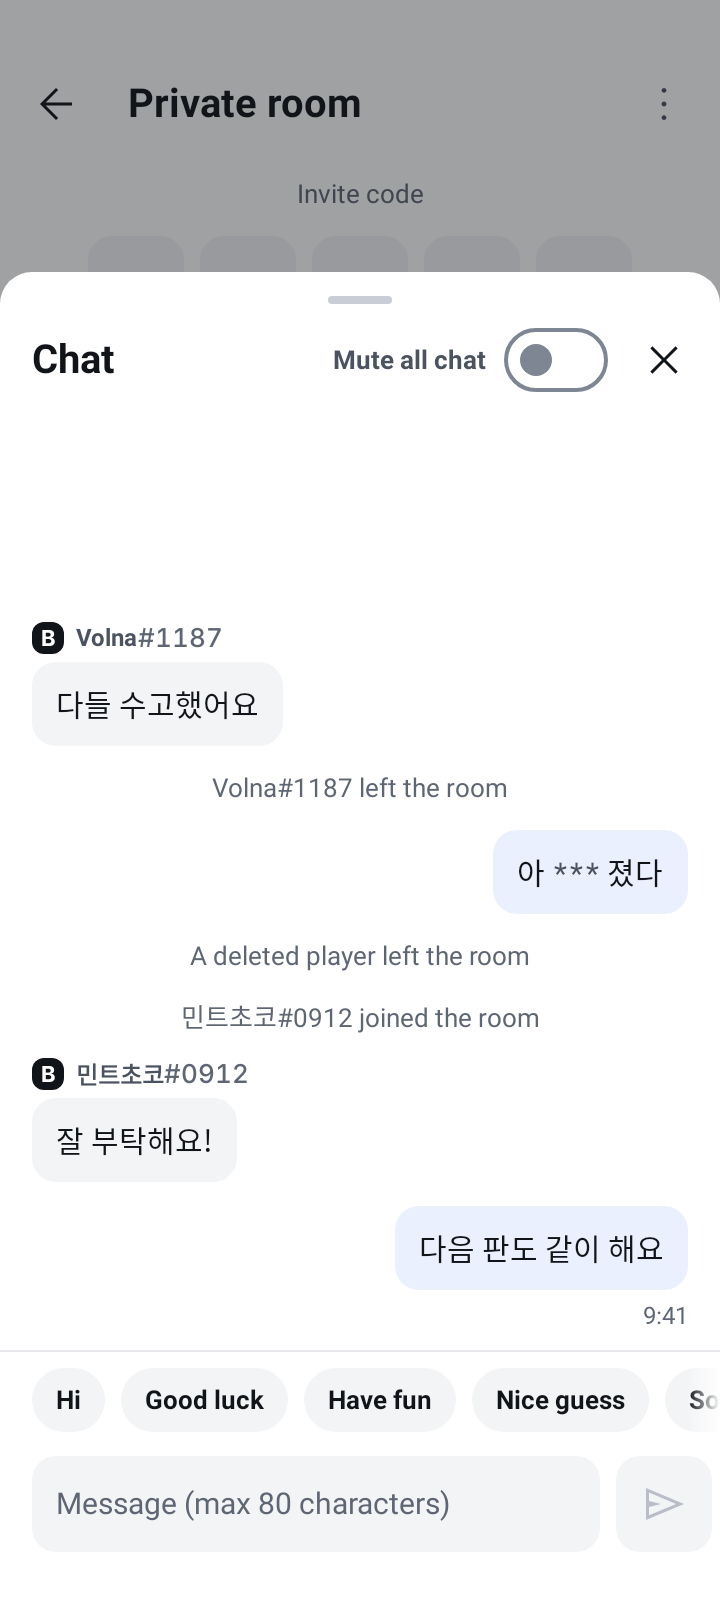 Private room
Invite code
Chat
Mute all chat
B Volna#1187
다들 수고했어요
Volna#1187 left the room
아 *** 졌다
A deleted player left the room
민트초코#0912 joined the room
B 민트초코#0912
잘 부탁해요!
다음 판도 같이 해요
9:41
Hi
Good luck
Have fun
Nice guess
Message (max 80 characters)